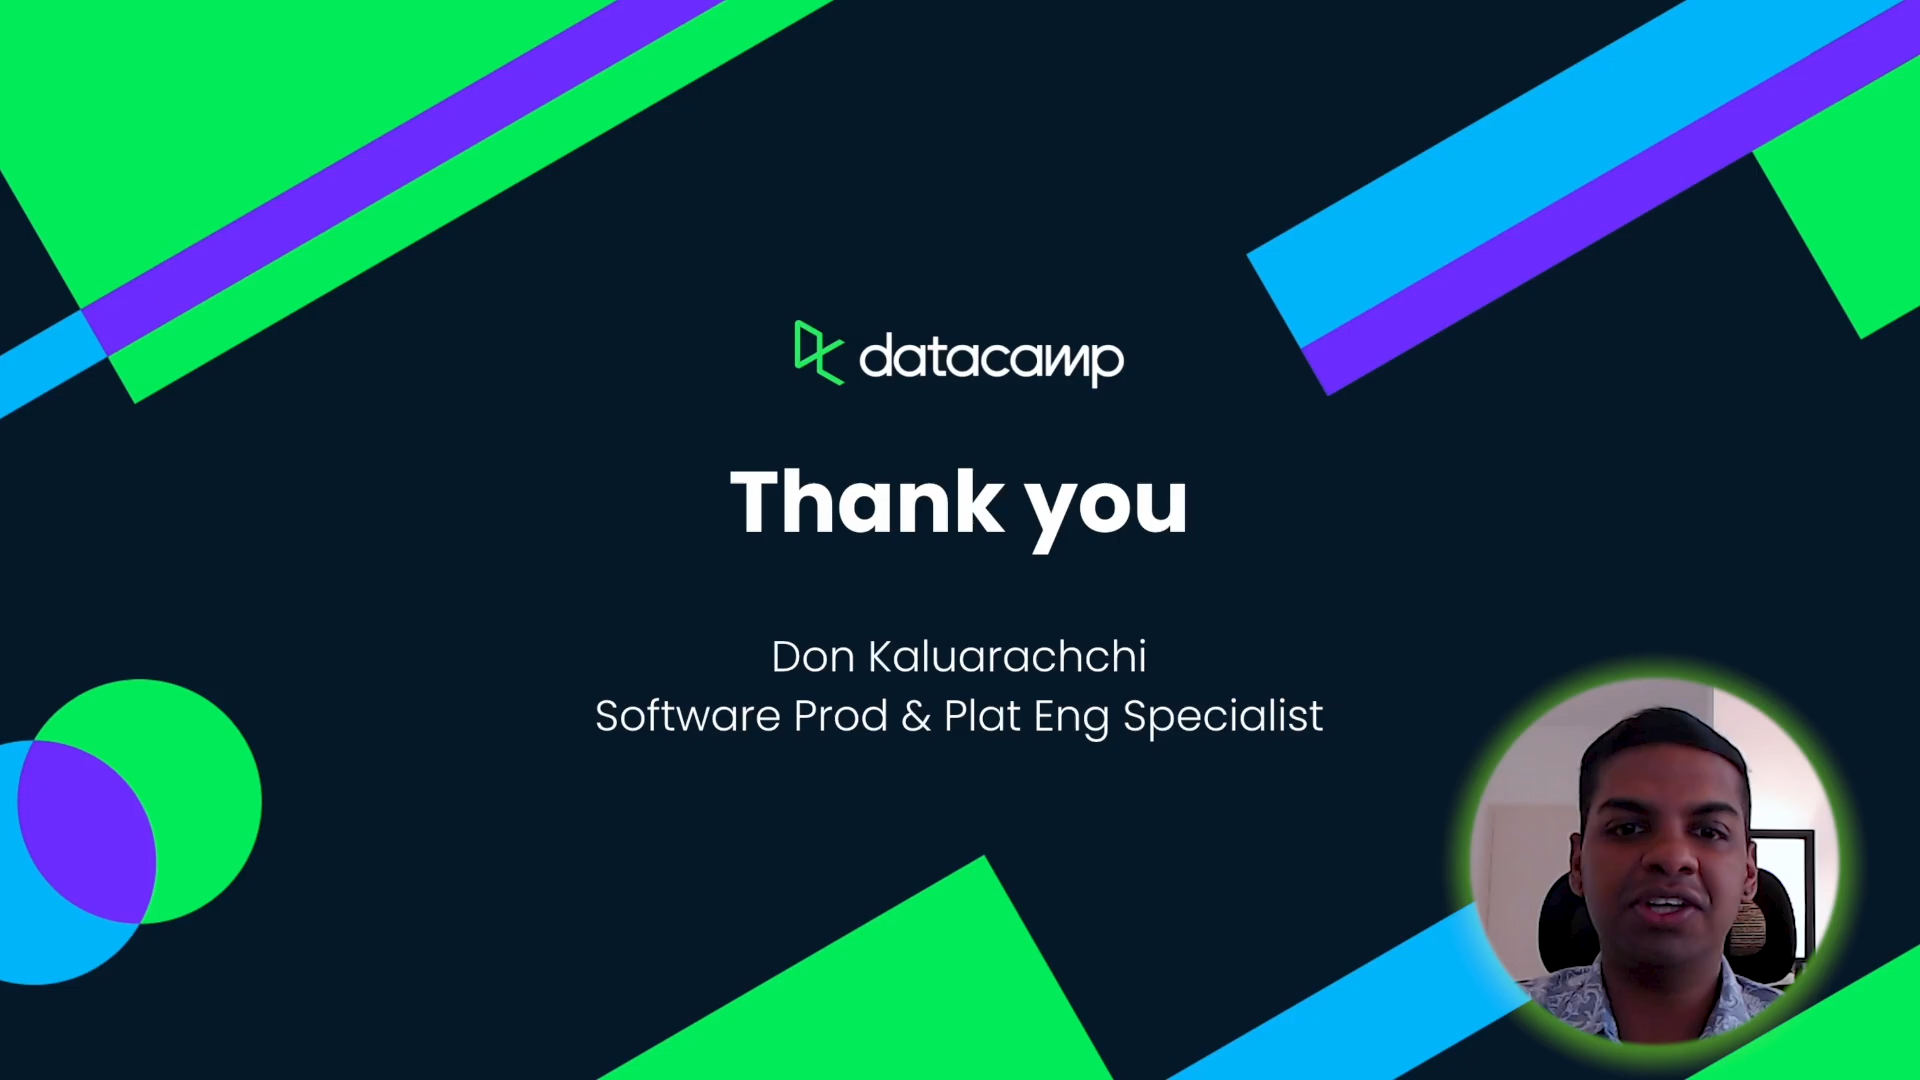 datacamp
Thank you
Don Kaluarachchi
Software Prod & Plat Eng Specialist